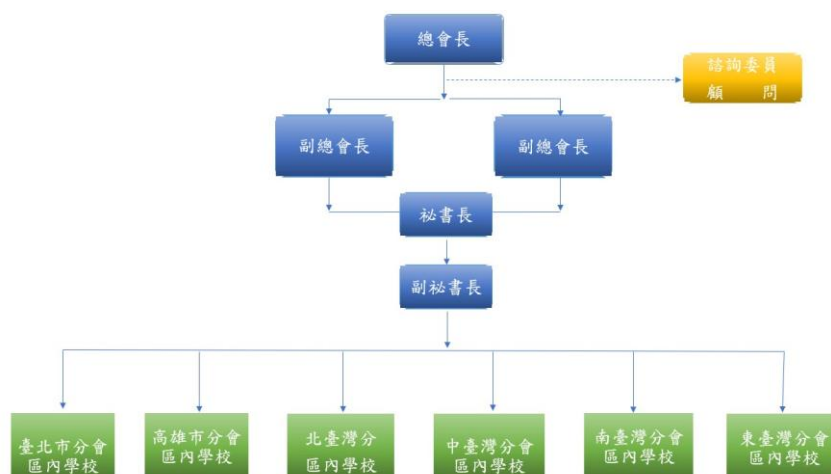 總會長
諮詢委員
顧　　問
副總會長
副總會長
祕書長
副祕書長
臺北市分會
區內學校
高雄市分會
區內學校
北臺灣分
區內學校
中臺灣分會
區內學校
南臺灣分會
區內學校
東臺灣分會
區內學校